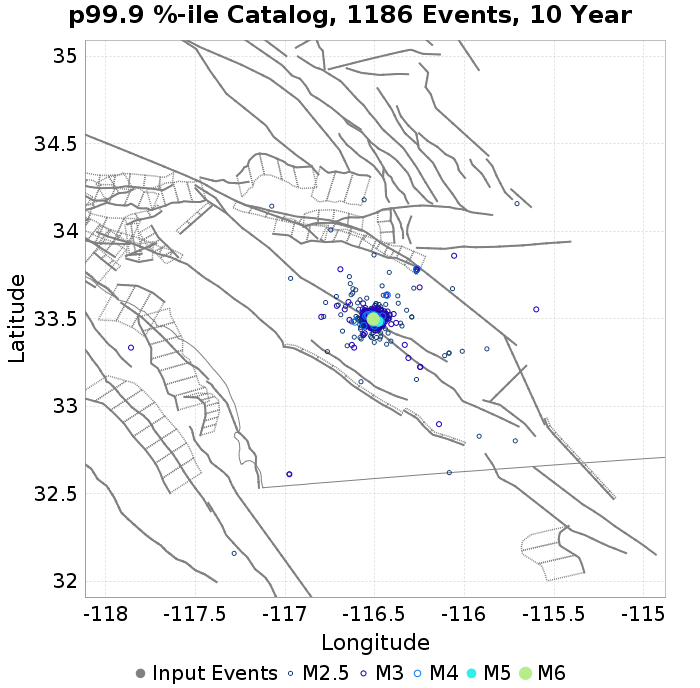 p99.9 %-ile Catalog, 1186 Events, 10 Year
35
34.5
34
33.5
33
32.5
32
Latitude
-118
-117.5
-117
-116.5
-116
-115.5
-115
Longitude
Input Events
M2.5
M3
M4
M5
M6